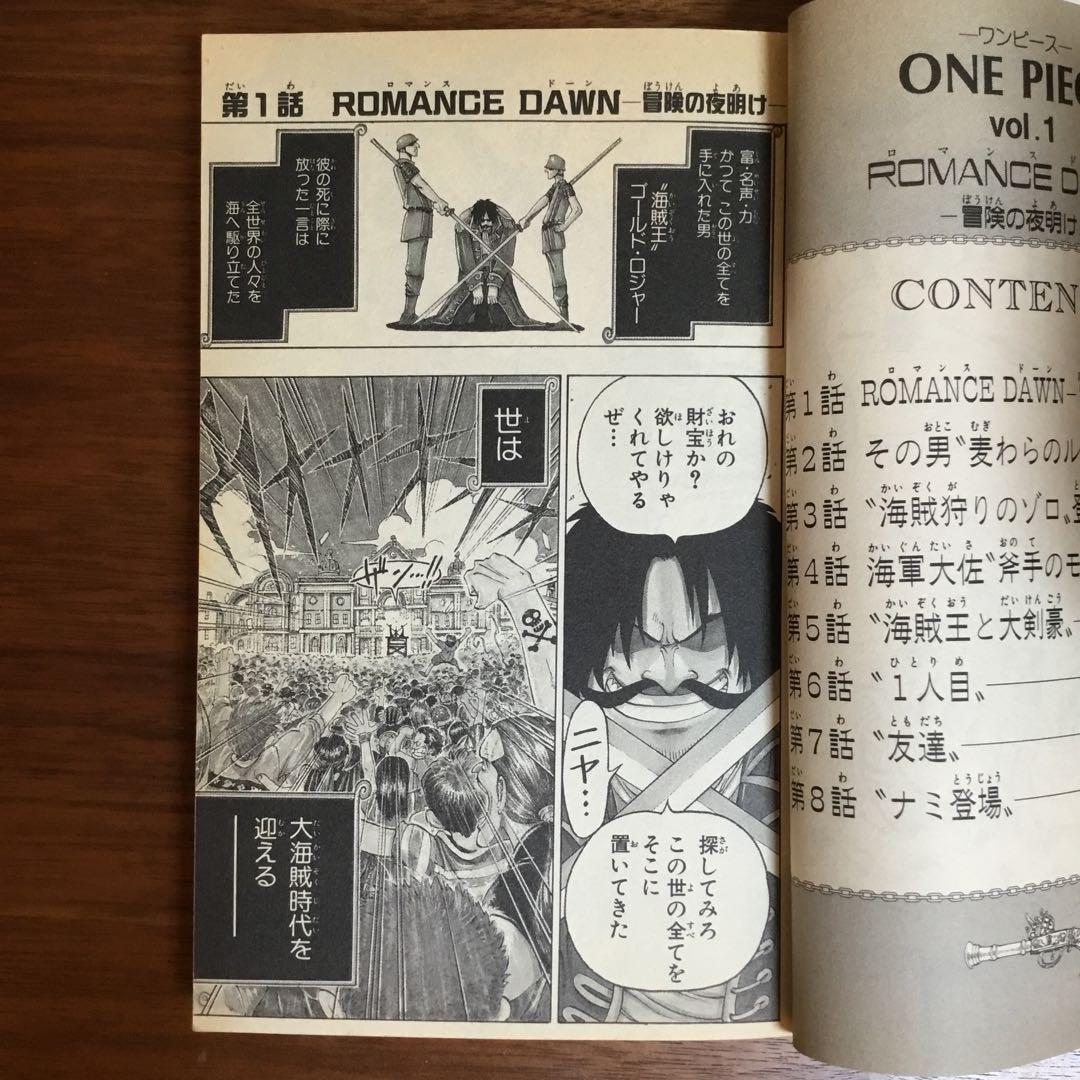 ―ワンピース―
ONE PIEC
vol.1
ROMANCE D
―冒険の夜明け
CONTEN
第1話 ROMANCE DAWN―
第2話 その男〝麦わらのル
第3話 〝海賊狩りのゾロ〟登
第4話 海軍大佐〝斧手のモ
第5話 〝海賊王と大剣豪〟
第6話 〝1人目〟
第7話 〝友達〟
第8話 〝ナミ登場〟
第1話 ROMANCE DAWN―冒険の夜明け―
富・名声・力
かつて この世の全てを
手に入れた男
〝海賊王〟
ゴールド・ロジャー
彼の死に際に
放った一言は
全世界の人々を
海へ駆り立てた
おれの
財宝か?
欲しけりゃ
くれてやる
ぜ…
ニヤ…
探してみろ
この世の全てを
そこに
置いてきた
世は
ザン…!!
大海賊時代を
迎える